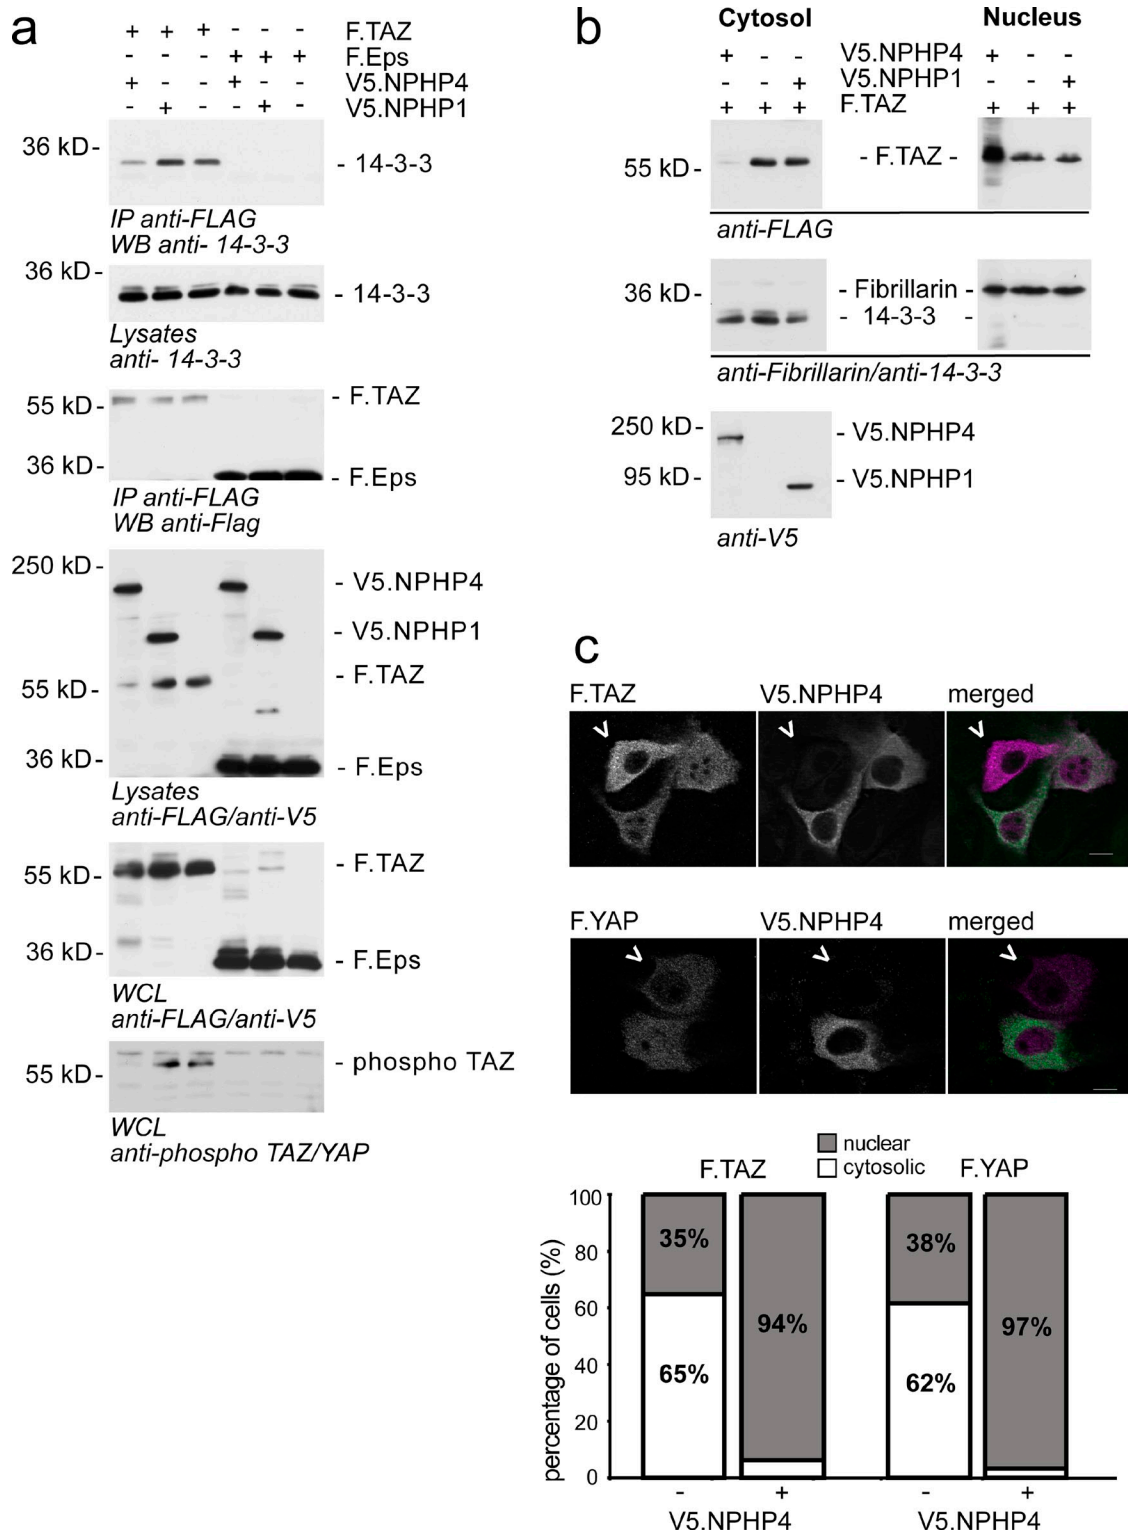 a
+ + + - - - F.TAZ
- - - + + + F.Eps
+ - - + - - V5.NPHP4
- + - - + - V5.NPHP1
36 kD-
- 14-3-3
IP anti-FLAG
WB anti- 14-3-3
36 kD-
- 14-3-3
Lysates
anti- 14-3-3
55 kD-
- F.TAZ
36 kD-
- F.Eps
IP anti-FLAG
WB anti-Flag
250 kD-
- V5.NPHP4
- V5.NPHP1
- F.TAZ
55 kD-
36 kD-
- F.Eps
Lysates
anti-FLAG/anti-V5
- F.TAZ
55 kD-
36 kD-
- F.Eps
WCL
anti-FLAG/anti-V5
- phospho TAZ
55 kD-
WCL
anti-phospho TAZ/YAP
b
Cytosol Nucleus
+ - - V5.NPHP4 + - -
- - + V5.NPHP1 - - +
+ + + F.TAZ + + +
55 kD-
- F.TAZ -
anti-FLAG
36 kD-
- Fibrillarin -
- 14-3-3 -
anti-Fibrillarin/anti-14-3-3
250 kD-
- V5.NPHP4
95 kD-
- V5.NPHP1
anti-V5
c
F.TAZ V5.NPHP4 merged
F.YAP V5.NPHP4 merged
nuclear
cytosolic
F.TAZ F.YAP
percentage of cells (%)
100
80
60
40
20
0
35%
65%
94%
38%
62%
97%
- + - +
V5.NPHP4 V5.NPHP4